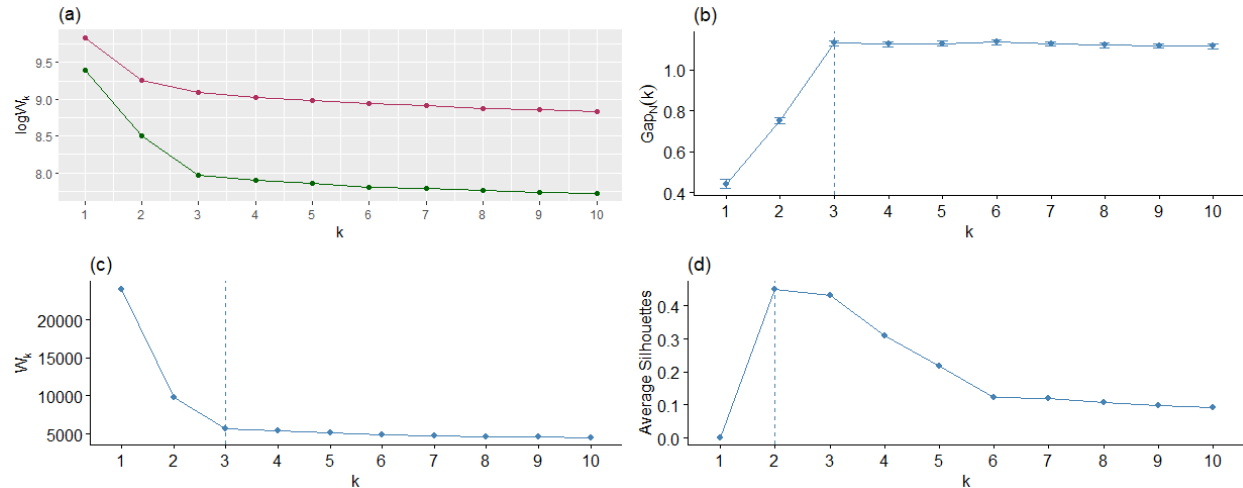 (a)
9.5
9.0
8.5
8.0
logWₖ
1 2 3 4 5 6 7 8 9 10
k
(b)
1.0
0.8
0.6
0.4
Gap_N(k)
1 2 3 4 5 6 7 8 9 10
k
(c)
20000
15000
10000
5000
Wₖ
1 2 3 4 5 6 7 8 9 10
k
(d)
0.4
0.3
0.2
0.1
0.0
Average Silhouettes
1 2 3 4 5 6 7 8 9 10
k